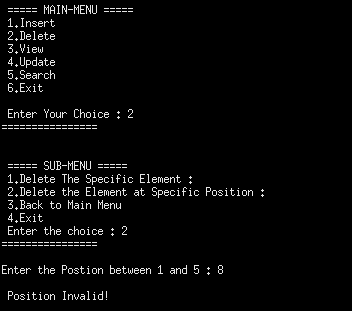 ===== MAIN-MENU =====
1.Insert
2.Delete
3.View
4.Update
5.Search
6.Exit
Enter Your Choice : 2
================
===== SUB-MENU =====
1.Delete The Specific Element :
2.Delete the Element at Specific Position :
3.Back to Main Menu
4.Exit
Enter the choice : 2
================
Enter the Postion between 1 and 5 : 8
Position Invalid!